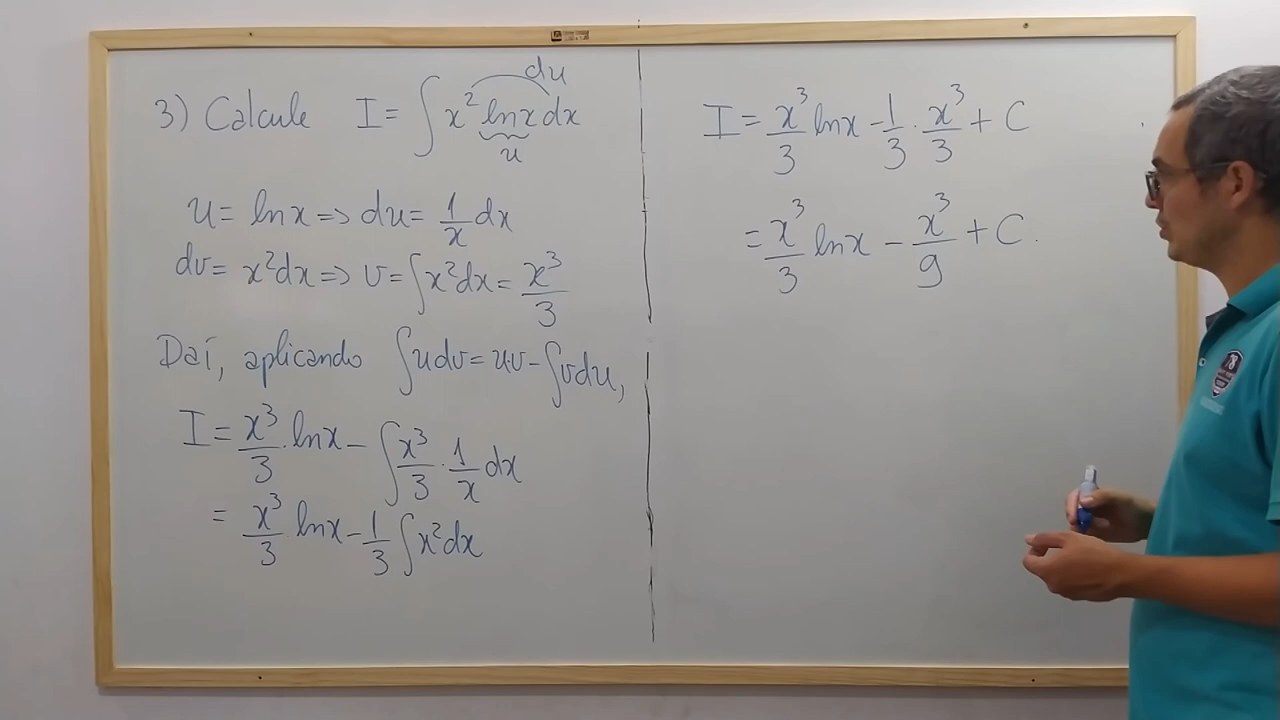 3) Calcule I = ∫ x² ln x dx
du
u
u = ln x => du = 1/x dx
dv = x² dx => v = ∫ x² dx = x³/3
Daí, aplicando ∫ u dv = u·v - ∫ v du,
I = x³/3 · ln x - ∫ x³/3 · 1/x dx
= x³/3 ln x - 1/3 ∫ x² dx
I = x³/3 ln x - 1/3 · x³/3 + C
= x³/3 ln x - x³/9 + C.